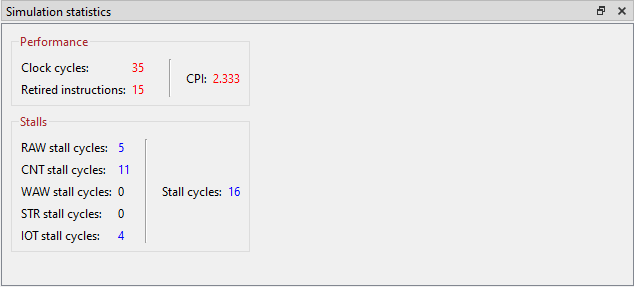 Simulation statistics
Performance
Clock cycles: 35
Retired instructions: 15
CPI: 2.333
Stalls
RAW stall cycles: 5
CNT stall cycles: 11
WAW stall cycles: 0
STR stall cycles: 0
IOT stall cycles: 4
Stall cycles: 16